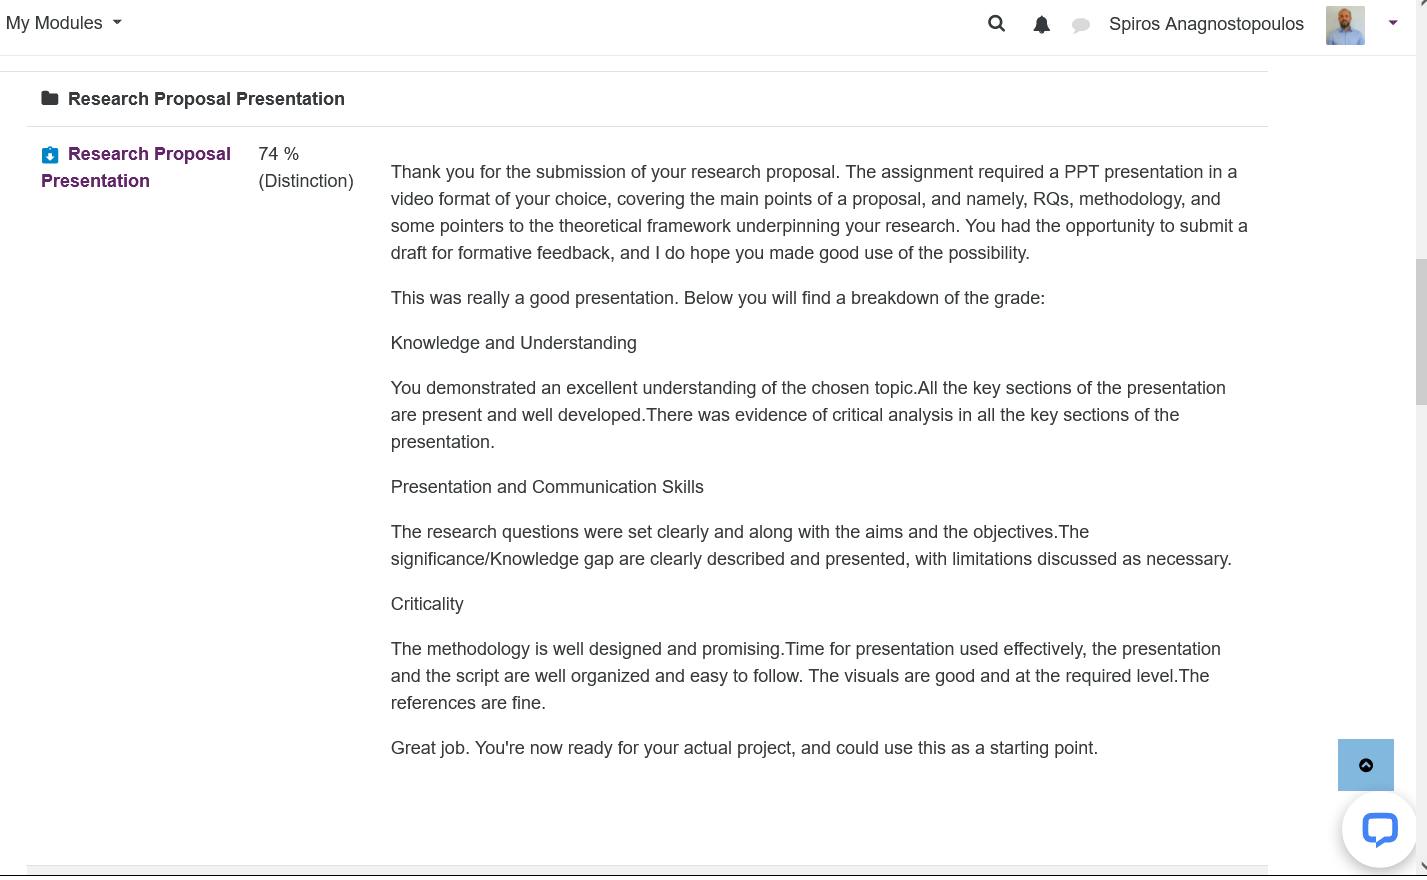 My Modules
Spiros Anagnostopoulos
Research Proposal Presentation
Research Proposal
Presentation
74 %
(Distinction)
Thank you for the submission of your research proposal. The assignment required a PPT presentation in a
video format of your choice, covering the main points of a proposal, and namely, RQs, methodology, and
some pointers to the theoretical framework underpinning your research. You had the opportunity to submit a
draft for formative feedback, and I do hope you made good use of the possibility.
This was really a good presentation. Below you will find a breakdown of the grade:
Knowledge and Understanding
You demonstrated an excellent understanding of the chosen topic.All the key sections of the presentation
are present and well developed.There was evidence of critical analysis in all the key sections of the
presentation.
Presentation and Communication Skills
The research questions were set clearly and along with the aims and the objectives.The
significance/Knowledge gap are clearly described and presented, with limitations discussed as necessary.
Criticality
The methodology is well designed and promising.Time for presentation used effectively, the presentation
and the script are well organized and easy to follow. The visuals are good and at the required level.The
references are fine.
Great job. You're now ready for your actual project, and could use this as a starting point.